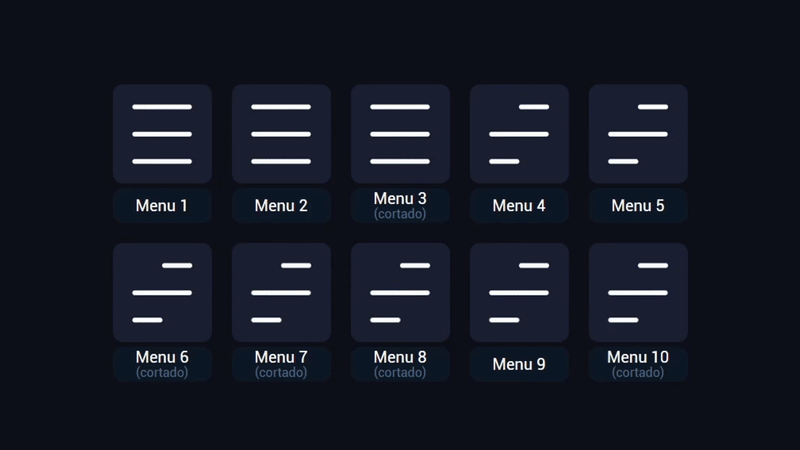 Menu 1
Menu 2
Menu 3
(cortado)
Menu 4
Menu 5
Menu 6
(cortado)
Menu 7
(cortado)
Menu 8
(cortado)
Menu 9
Menu 10
(cortado)